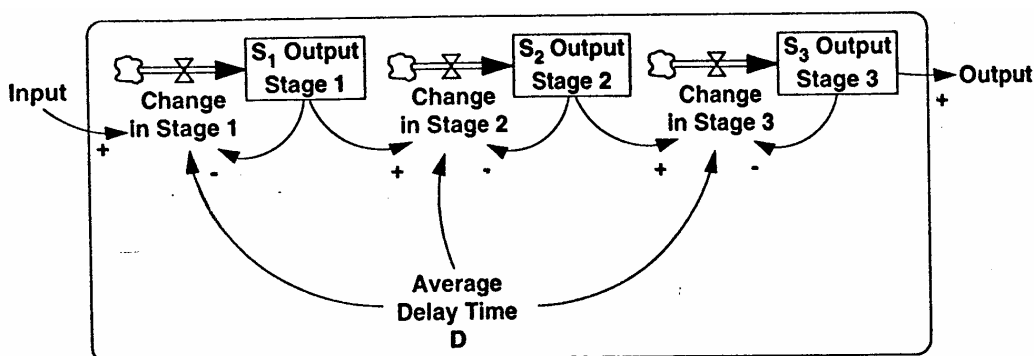 Input
+
Change
in Stage 1
-
S1 Output
Stage 1
Change
in Stage 2
+
-
S2 Output
Stage 2
Change
in Stage 3
+
-
S3 Output
Stage 3
Output
+
Average
Delay Time
D